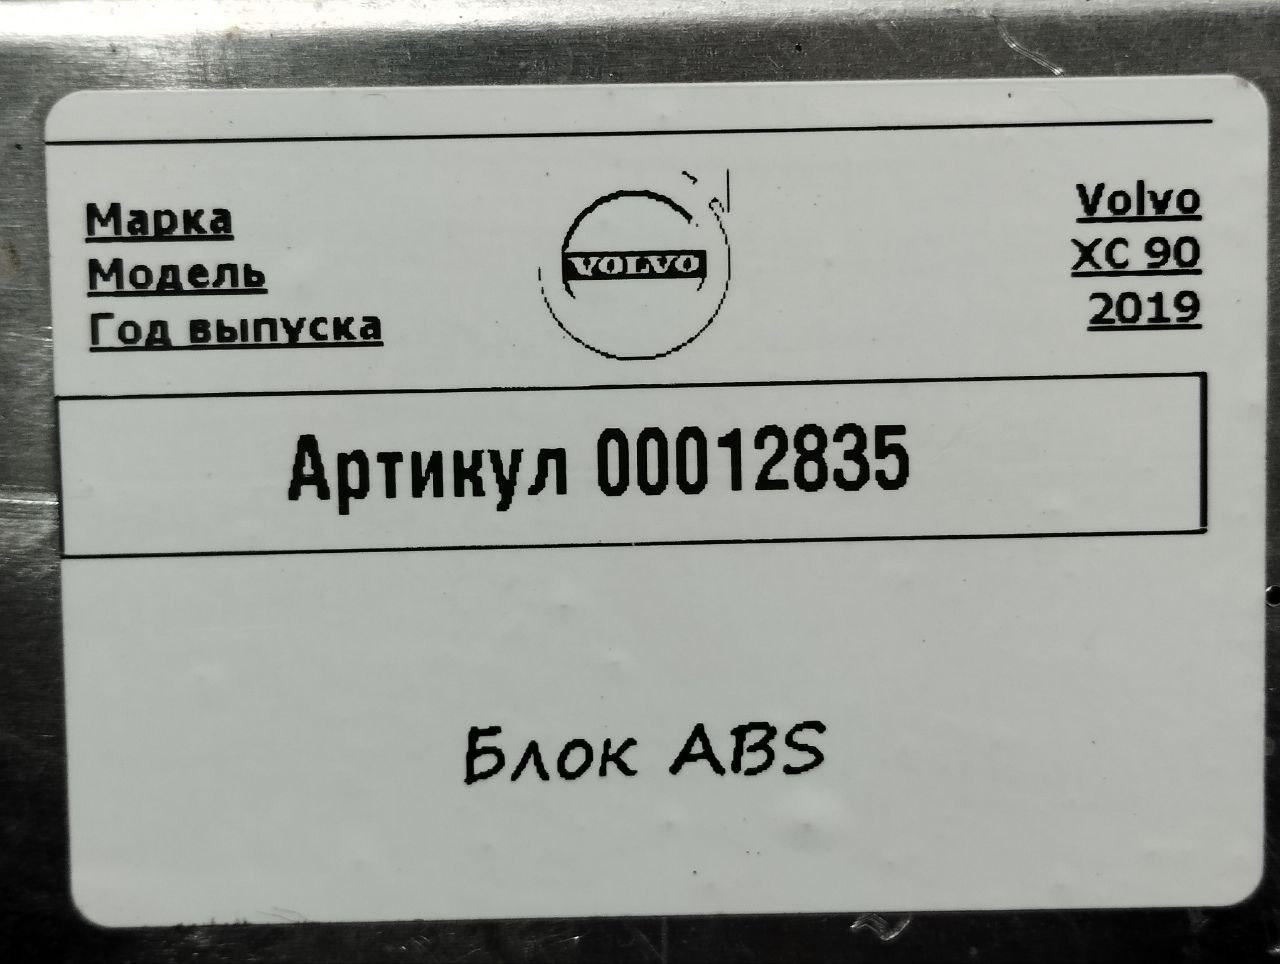 Марка Volvo
Модель XC 90
Год выпуска 2019
VOLVO
Артикул 00012835
Блок ABS